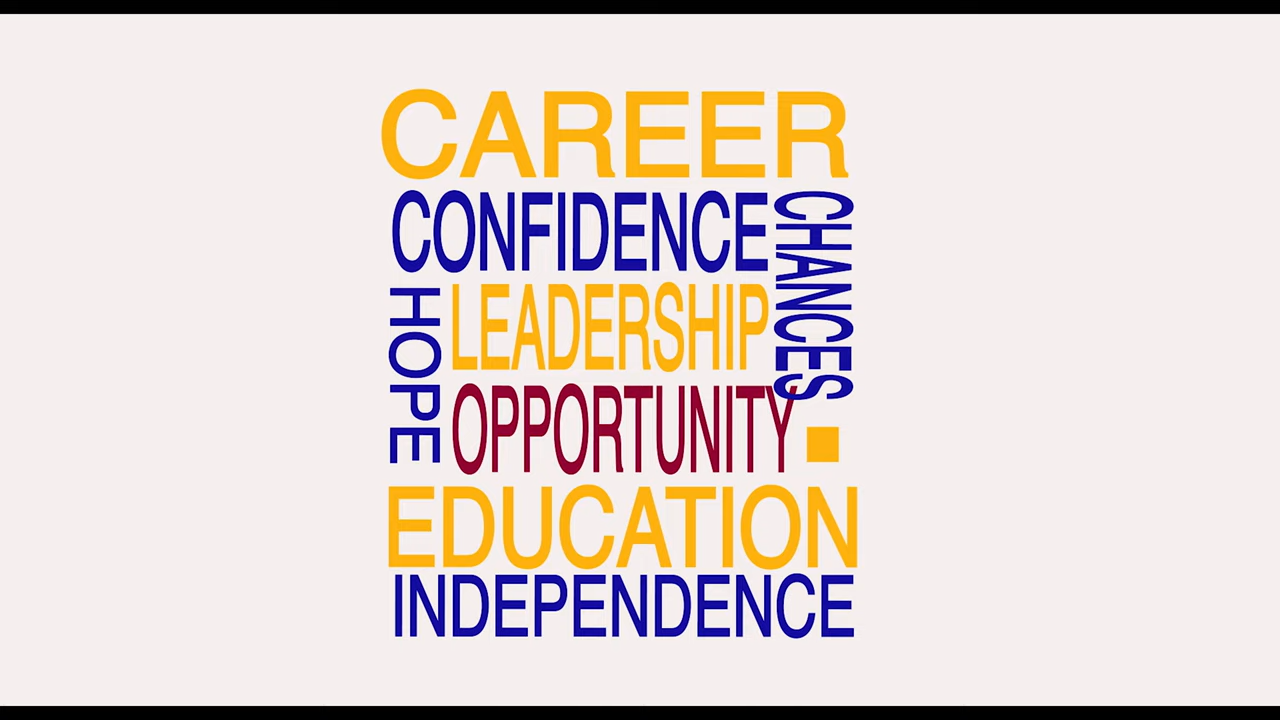 CAREER
CONFIDENCE
CHANCES
HOPE
LEADERSHIP
OPPORTUNITY
EDUCATION
INDEPENDENCE